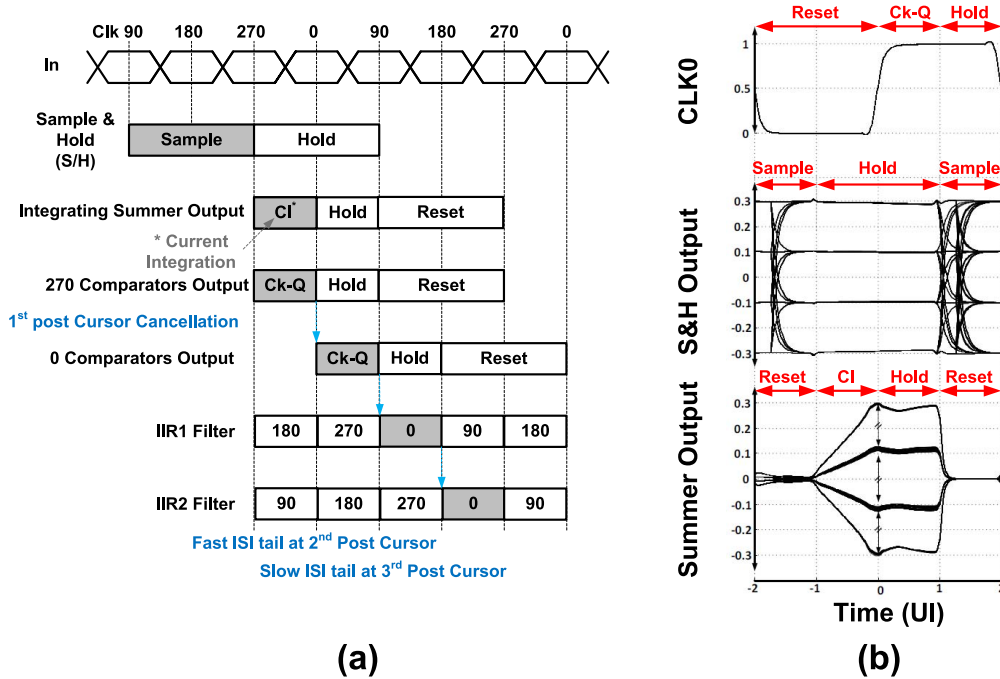 Clk 90 180 270 0 90 180 270 0
In
Sample &
Hold
(S/H)
Sample Hold
Integrating Summer Output CI* Hold Reset
* Current
Integration
270 Comparators Output Ck-Q Hold Reset
1st post Cursor Cancellation
0 Comparators Output Ck-Q Hold Reset
IIR1 Filter 180 270 0 90 180
IIR2 Filter 90 180 270 0 90
Fast ISI tail at 2nd Post Cursor
Slow ISI tail at 3rd Post Cursor
(a)
Reset Ck-Q Hold
CLK0
1
0.5
0
Sample Hold Sample
S&H Output
0.3
0.2
0.1
0
-0.1
-0.2
-0.3
Reset CI Hold Reset
Summer Output
0.3
0.2
0.1
0
-0.1
-0.2
-0.3
-2 -1 0 1 2
Time (UI)
(b)